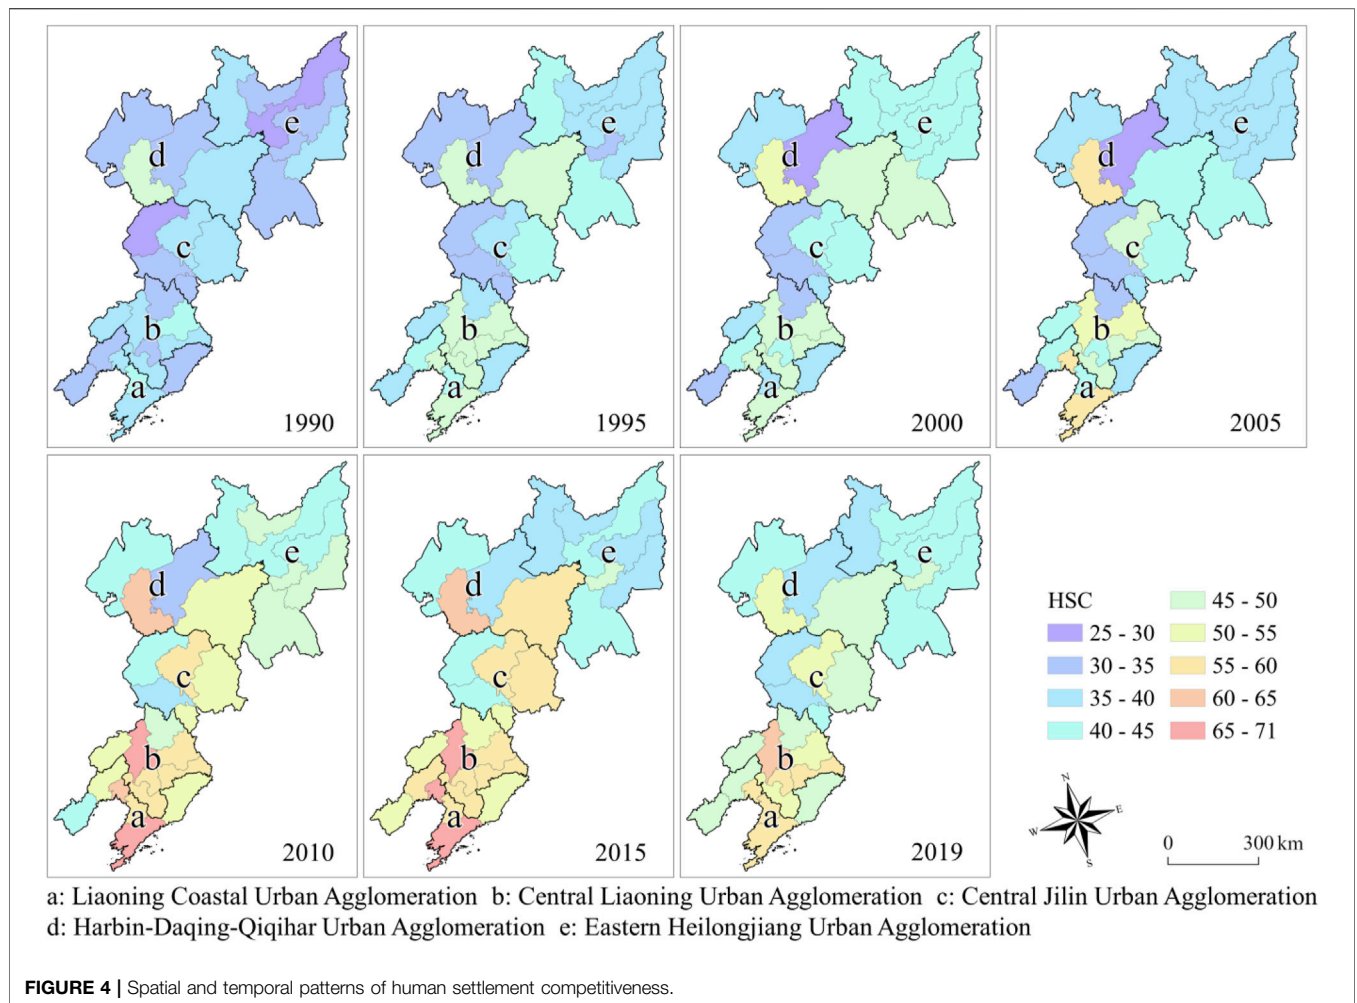 d
e
c
b
a
1990
d
e
c
b
a
1995
d
e
c
b
a
2000
d
e
c
b
a
2005
d
e
c
b
a
2010
d
e
c
b
a
2015
d
e
c
b
a
2019
HSC
25 - 30
30 - 35
35 - 40
40 - 45
45 - 50
50 - 55
55 - 60
60 - 65
65 - 71
N
E
W
S
0 300 km
a: Liaoning Coastal Urban Agglomeration b: Central Liaoning Urban Agglomeration c: Central Jilin Urban Agglomeration
d: Harbin-Daqing-Qiqihar Urban Agglomeration e: Eastern Heilongjiang Urban Agglomeration
FIGURE 4 | Spatial and temporal patterns of human settlement competitiveness.